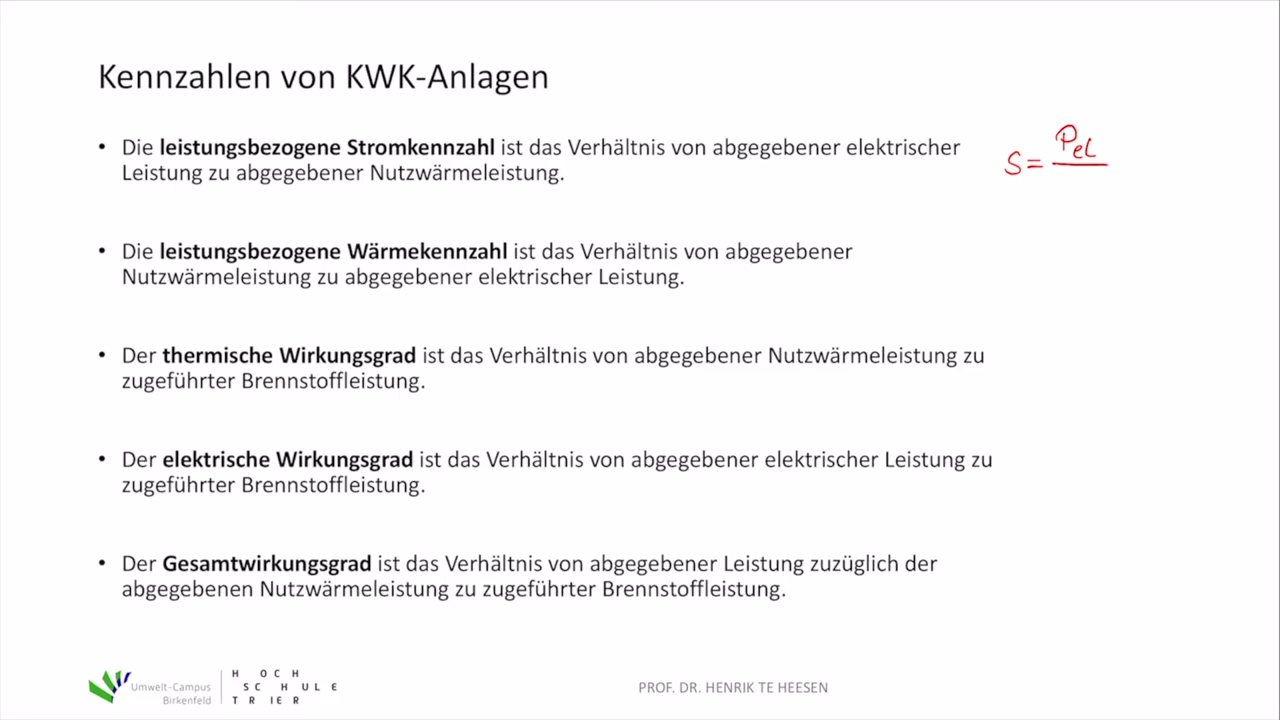 Kennzahlen von KWK-Anlagen
• Die leistungsbezogene Stromkennzahl ist das Verhältnis von abgegebener elektrischer
Leistung zu abgegebener Nutzwärmeleistung.
S = P_el
• Die leistungsbezogene Wärmekennzahl ist das Verhältnis von abgegebener
Nutzwärmeleistung zu abgegebener elektrischer Leistung.
• Der thermische Wirkungsgrad ist das Verhältnis von abgegebener Nutzwärmeleistung zu
zugeführter Brennstoffleistung.
• Der elektrische Wirkungsgrad ist das Verhältnis von abgegebener elektrischer Leistung zu
zugeführter Brennstoffleistung.
• Der Gesamtwirkungsgrad ist das Verhältnis von abgegebener Leistung zuzüglich der
abgegebenen Nutzwärmeleistung zu zugeführter Brennstoffleistung.
Umwelt-Campus
Birkenfeld
HOCH
SCHULE
TRIER
PROF. DR. HENRIK TE HEESEN